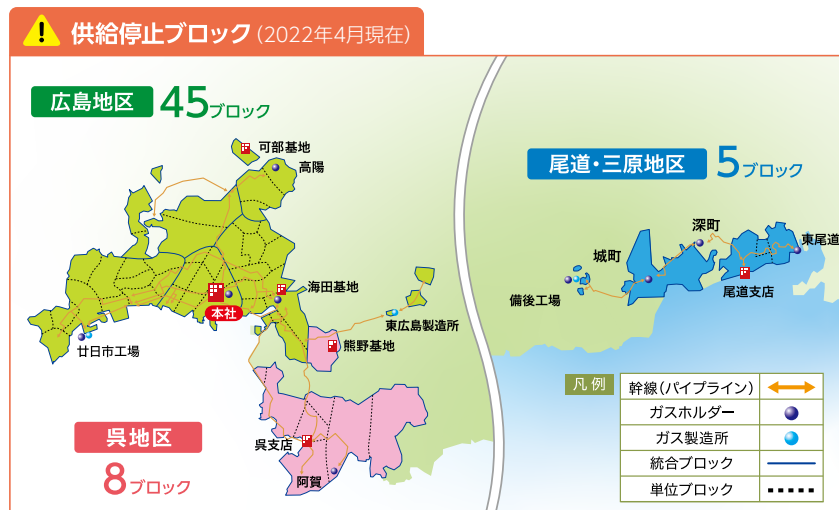 供給停止ブロック(2022年4月現在)
広島地区 45ブロック
可部基地
高陽
海田基地
本社
廿日市工場
東広島製造所
熊野基地
呉地区
8ブロック
呉支店
阿賀
尾道・三原地区 5ブロック
深町
東尾道
城町
備後工場
尾道支店
凡例
幹線(パイプライン)
ガスホルダー
ガス製造所
統合ブロック
単位ブロック